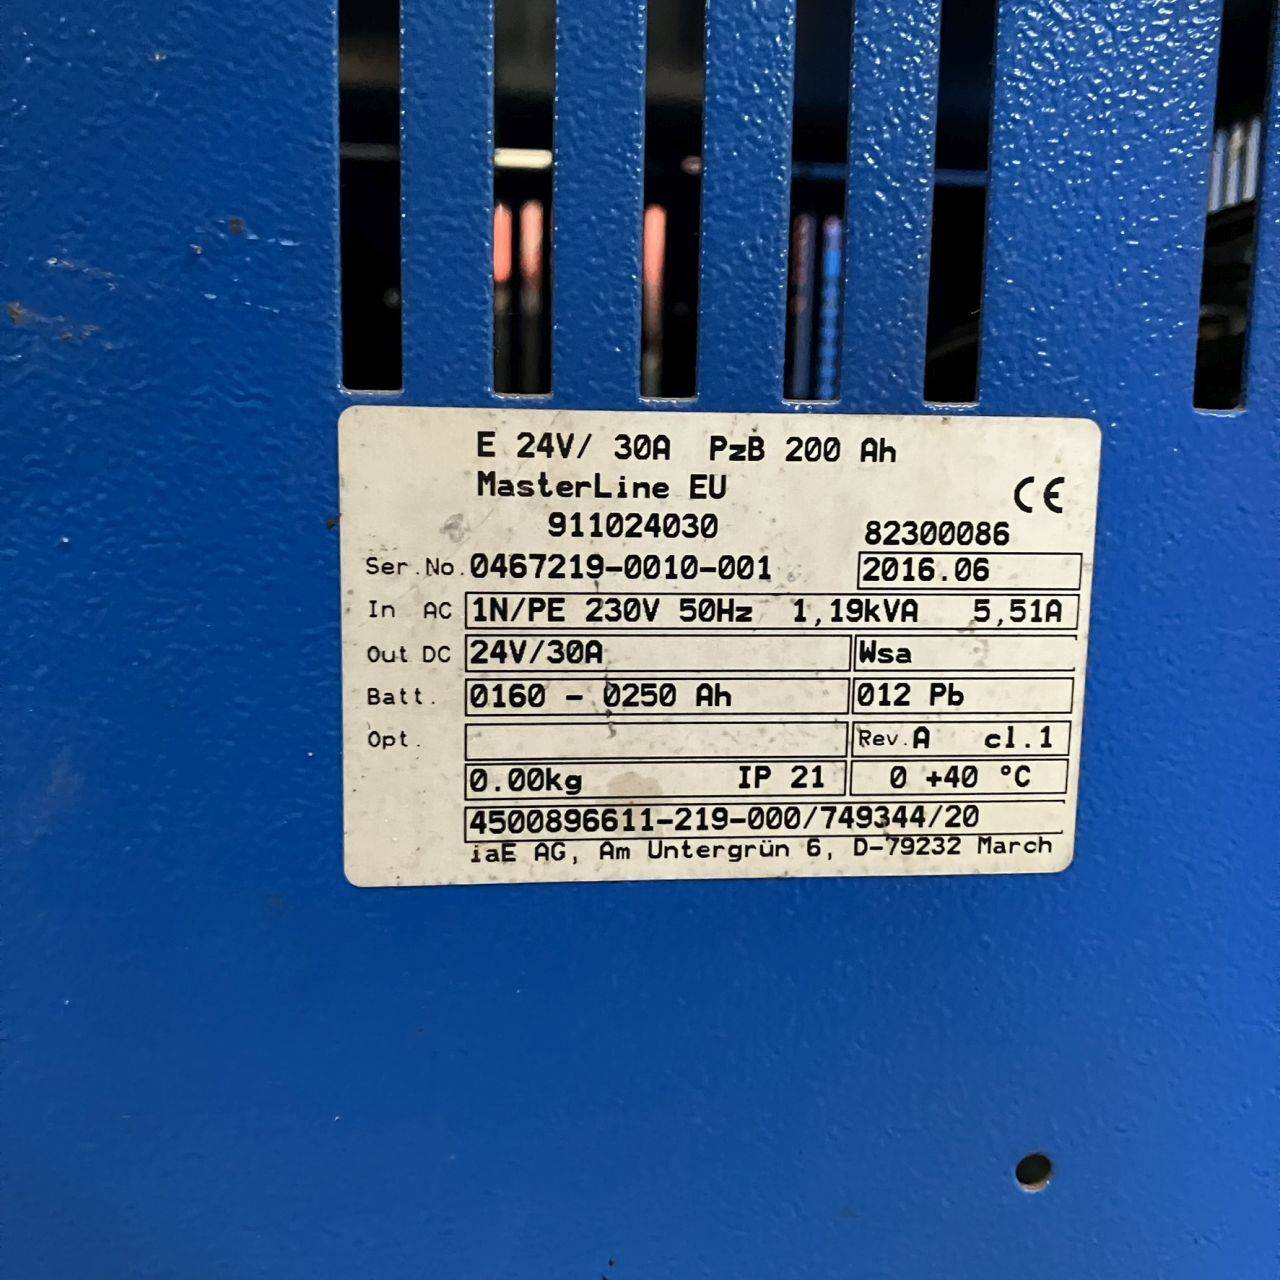 E 24V/ 30A PzB 200 Ah
MasterLine EU CE
911024030 82300086
Ser.No. 0467219-0010-001 2016.06
In AC 1N/PE 230V 50Hz 1,19kVA 5,51A
Out DC 24V/30A Wsa
Batt. 0160 - 0250 Ah 012 Pb
Opt. Rev.A cl.1
0.00kg IP 21 0 +40 °C
4500896611-219-000/749344/20
iaE AG, Am Untergrün 6, D-79232 March